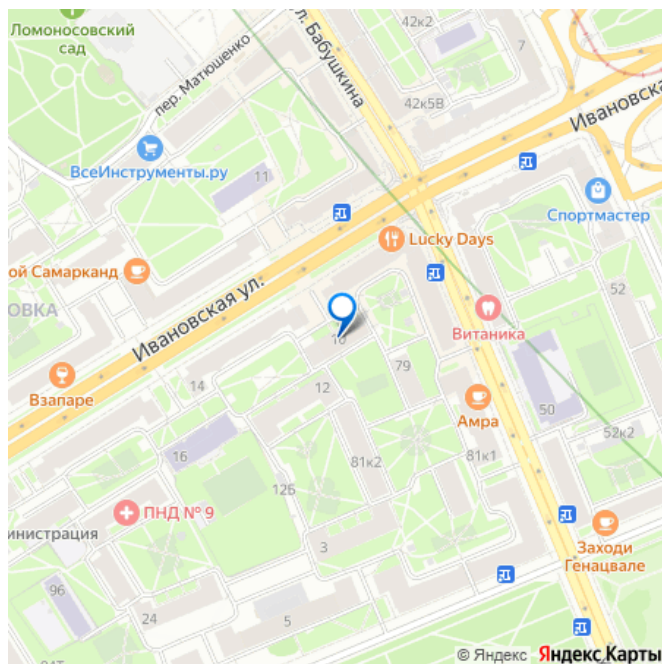 Ломоносовский
сад
42к2
7
ул. Бабушкина
пер. Матюшенко
42к5В
Ивановская
ВсеИнструменты.ру
11
Спортмастер
Lucky Days
ой Самарканд
52
ОВКА
Ивановская ул.
Витаника
10
79
14
12
Взапаре
50
Амра
16
81к1
52к2
81к2
12Б
ПНД № 9
министрация
3
Заходи
Генацвале
96
24
5
© Яндекс Яндекс Карты